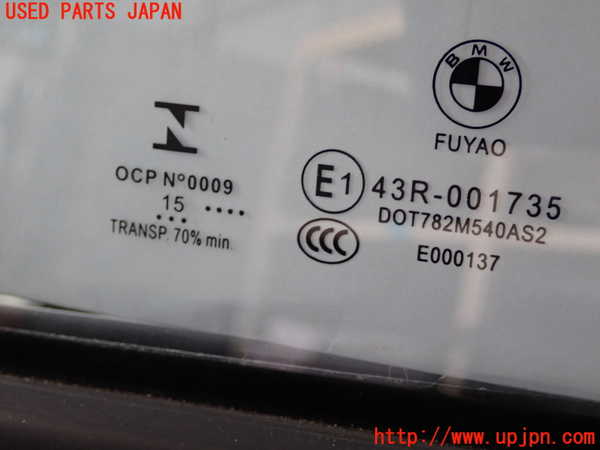 USED PARTS JAPAN
BMW
FUYAO
N
OCP Nº0009
15 ....
...
TRANSP. 70% min.
E1 43R-001735
DOT782M540AS2
CCC
E000137
http://www.upjpn.com